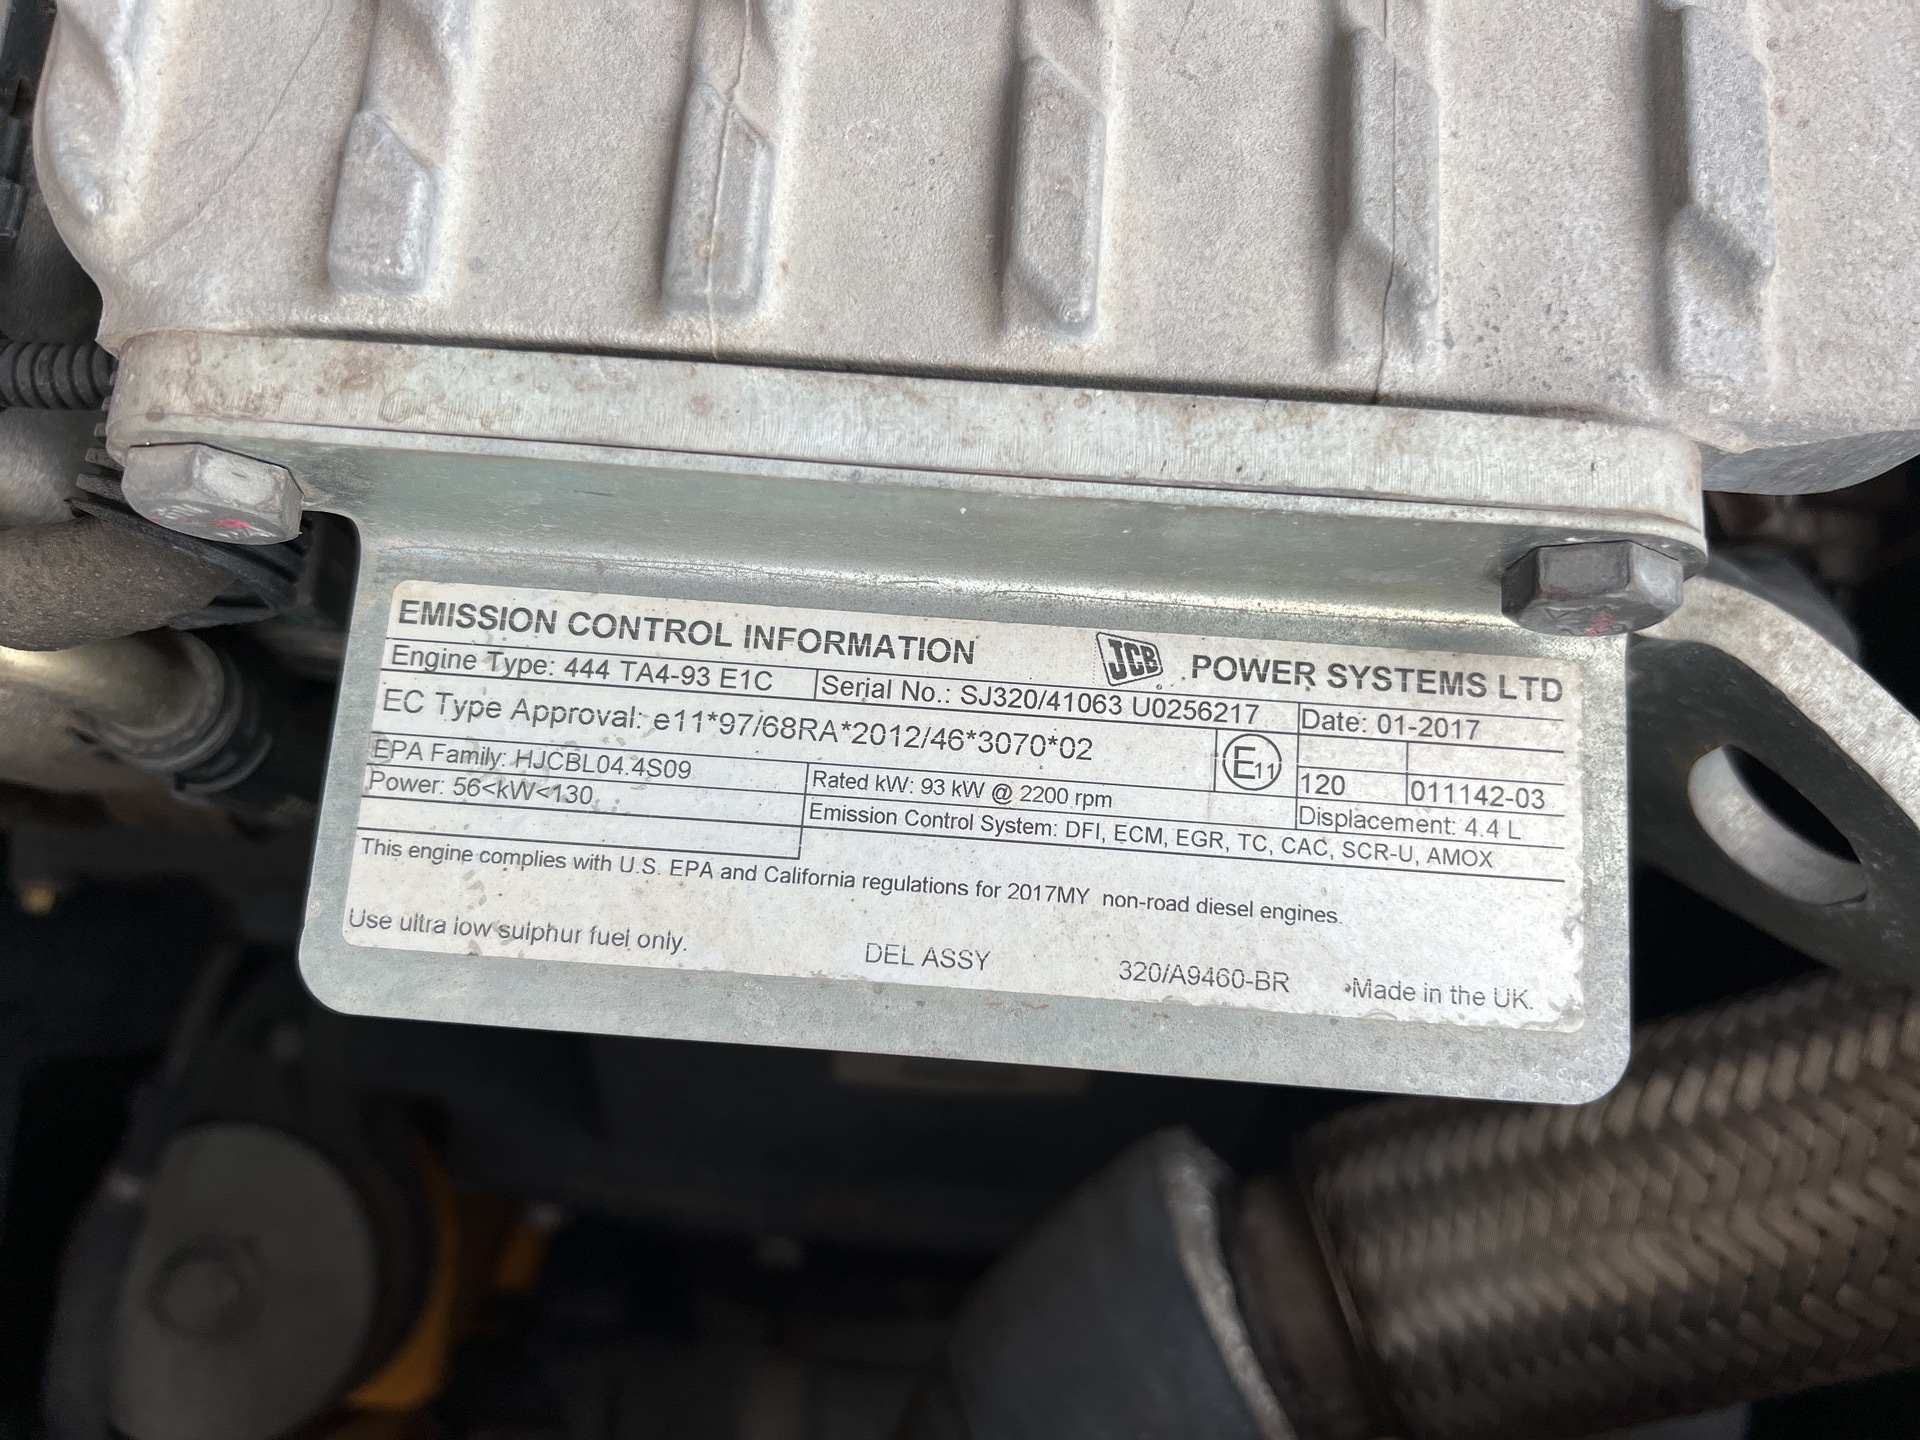 EMISSION CONTROL INFORMATION JCB POWER SYSTEMS LTD
Engine Type: 444 TA4-93 E1C Serial No.: SJ320/41063 U0256217 Date: 01-2017
EC Type Approval: e11*97/68RA*2012/46*3070*02 E11 120 011142-03
EPA Family: HJCBL04.4S09 Rated kW: 93 kW @ 2200 rpm Displacement: 4.4 L
Power: 56<kW<130 Emission Control System: DFI, ECM, EGR, TC, CAC, SCR-U, AMOX
This engine complies with U.S. EPA and California regulations for 2017MY non-road diesel engines.
Use ultra low sulphur fuel only. DEL ASSY 320/A9460-BR Made in the UK.